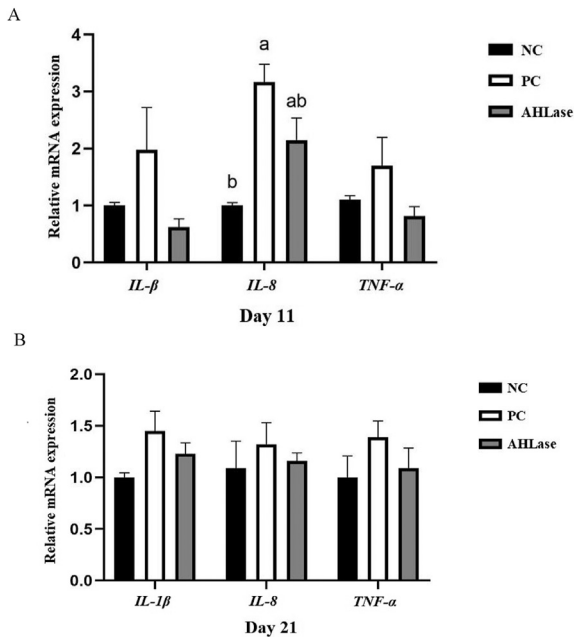 A
4
3
2
1
0
Relative mRNA expression
b
a
ab
NC
PC
AHLase
IL-β
IL-8
TNF-α
Day 11
B
2.0
1.5
1.0
0.5
0.0
Relative mRNA expression
NC
PC
AHLase
IL-1β
IL-8
TNF-α
Day 21